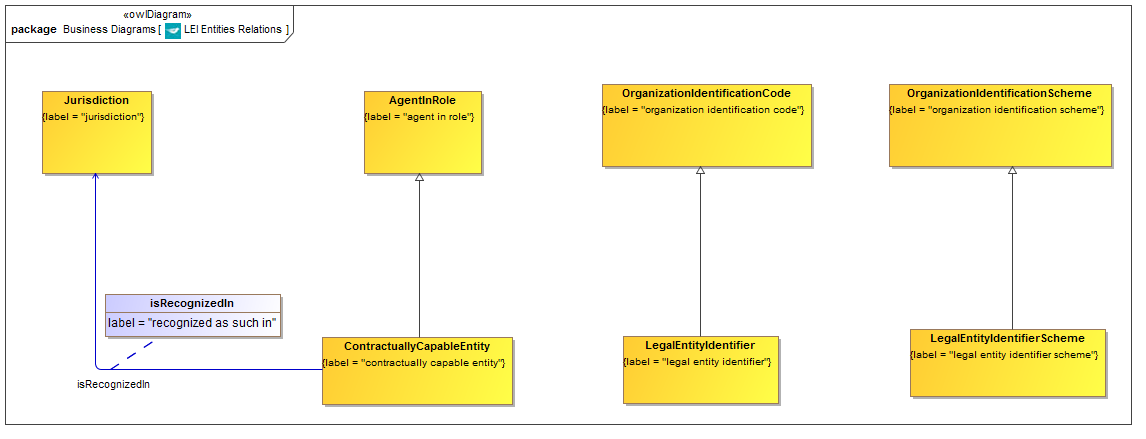 «owlDiagram»
package Business Diagrams [ LEI Entities Relations ]
Jurisdiction
{label = "jurisdiction"}
AgentInRole
{label = "agent in role"}
OrganizationIdentificationCode
{label = "organization identification code"}
OrganizationIdentificationScheme
{label = "organization identification scheme"}
isRecognizedIn
label = "recognized as such in"
isRecognizedIn
ContractuallyCapableEntity
{label = "contractually capable entity"}
LegalEntityIdentifier
{label = "legal entity identifier"}
LegalEntityIdentifierScheme
{label = "legal entity identifier scheme"}